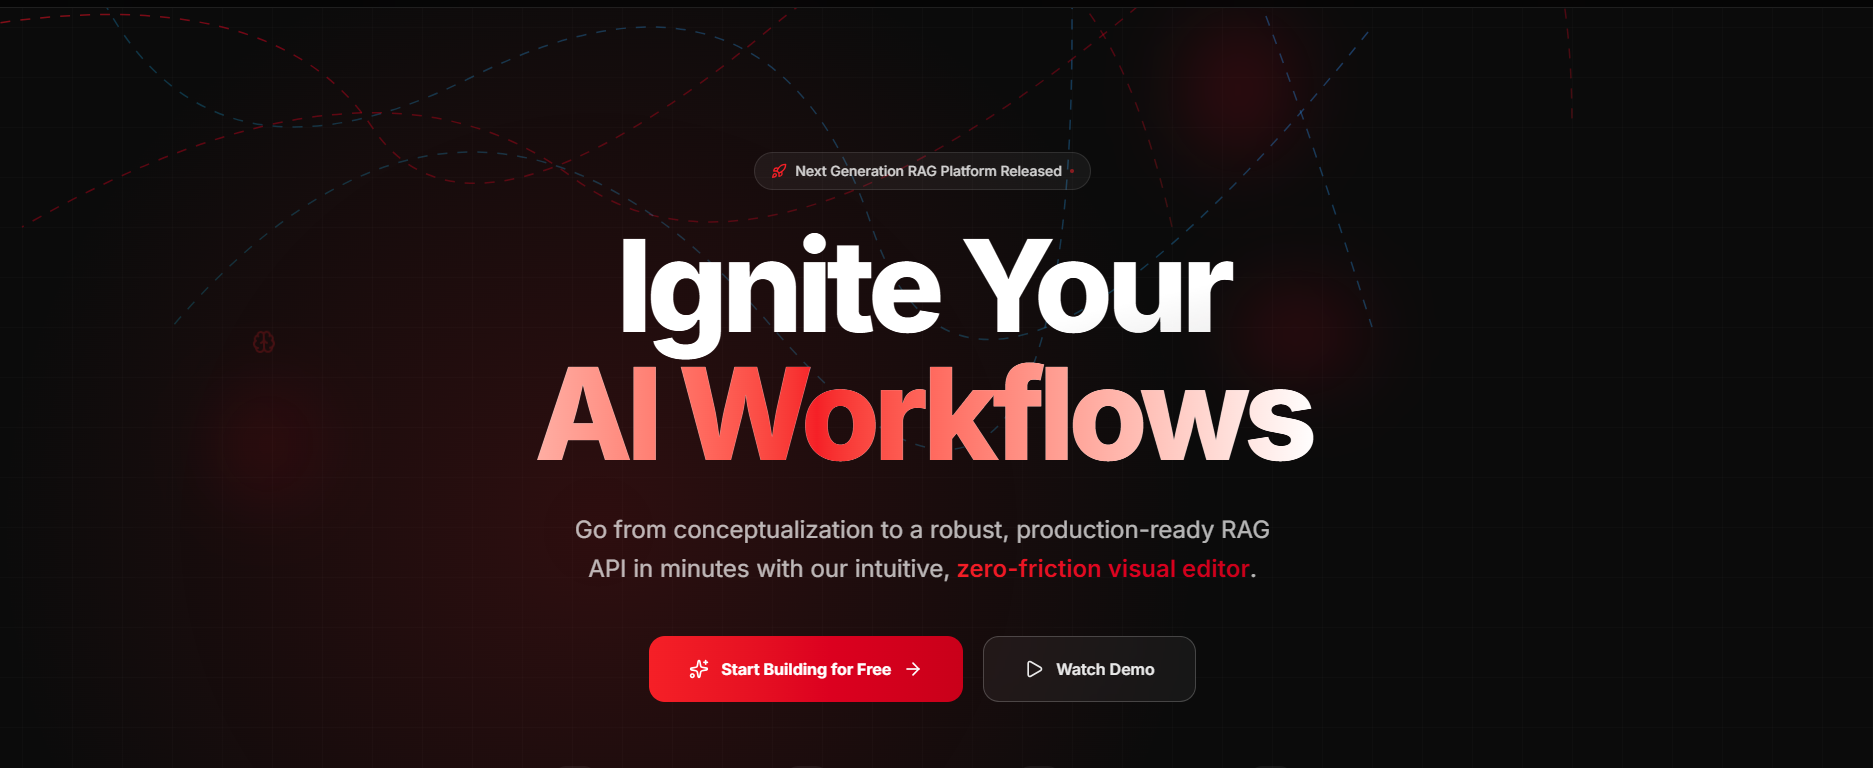 Next Generation RAG Platform Released
Ignite Your
AI Workflows
Go from conceptualization to a robust, production-ready RAG
API in minutes with our intuitive, zero-friction visual editor.
Start Building for Free
Watch Demo